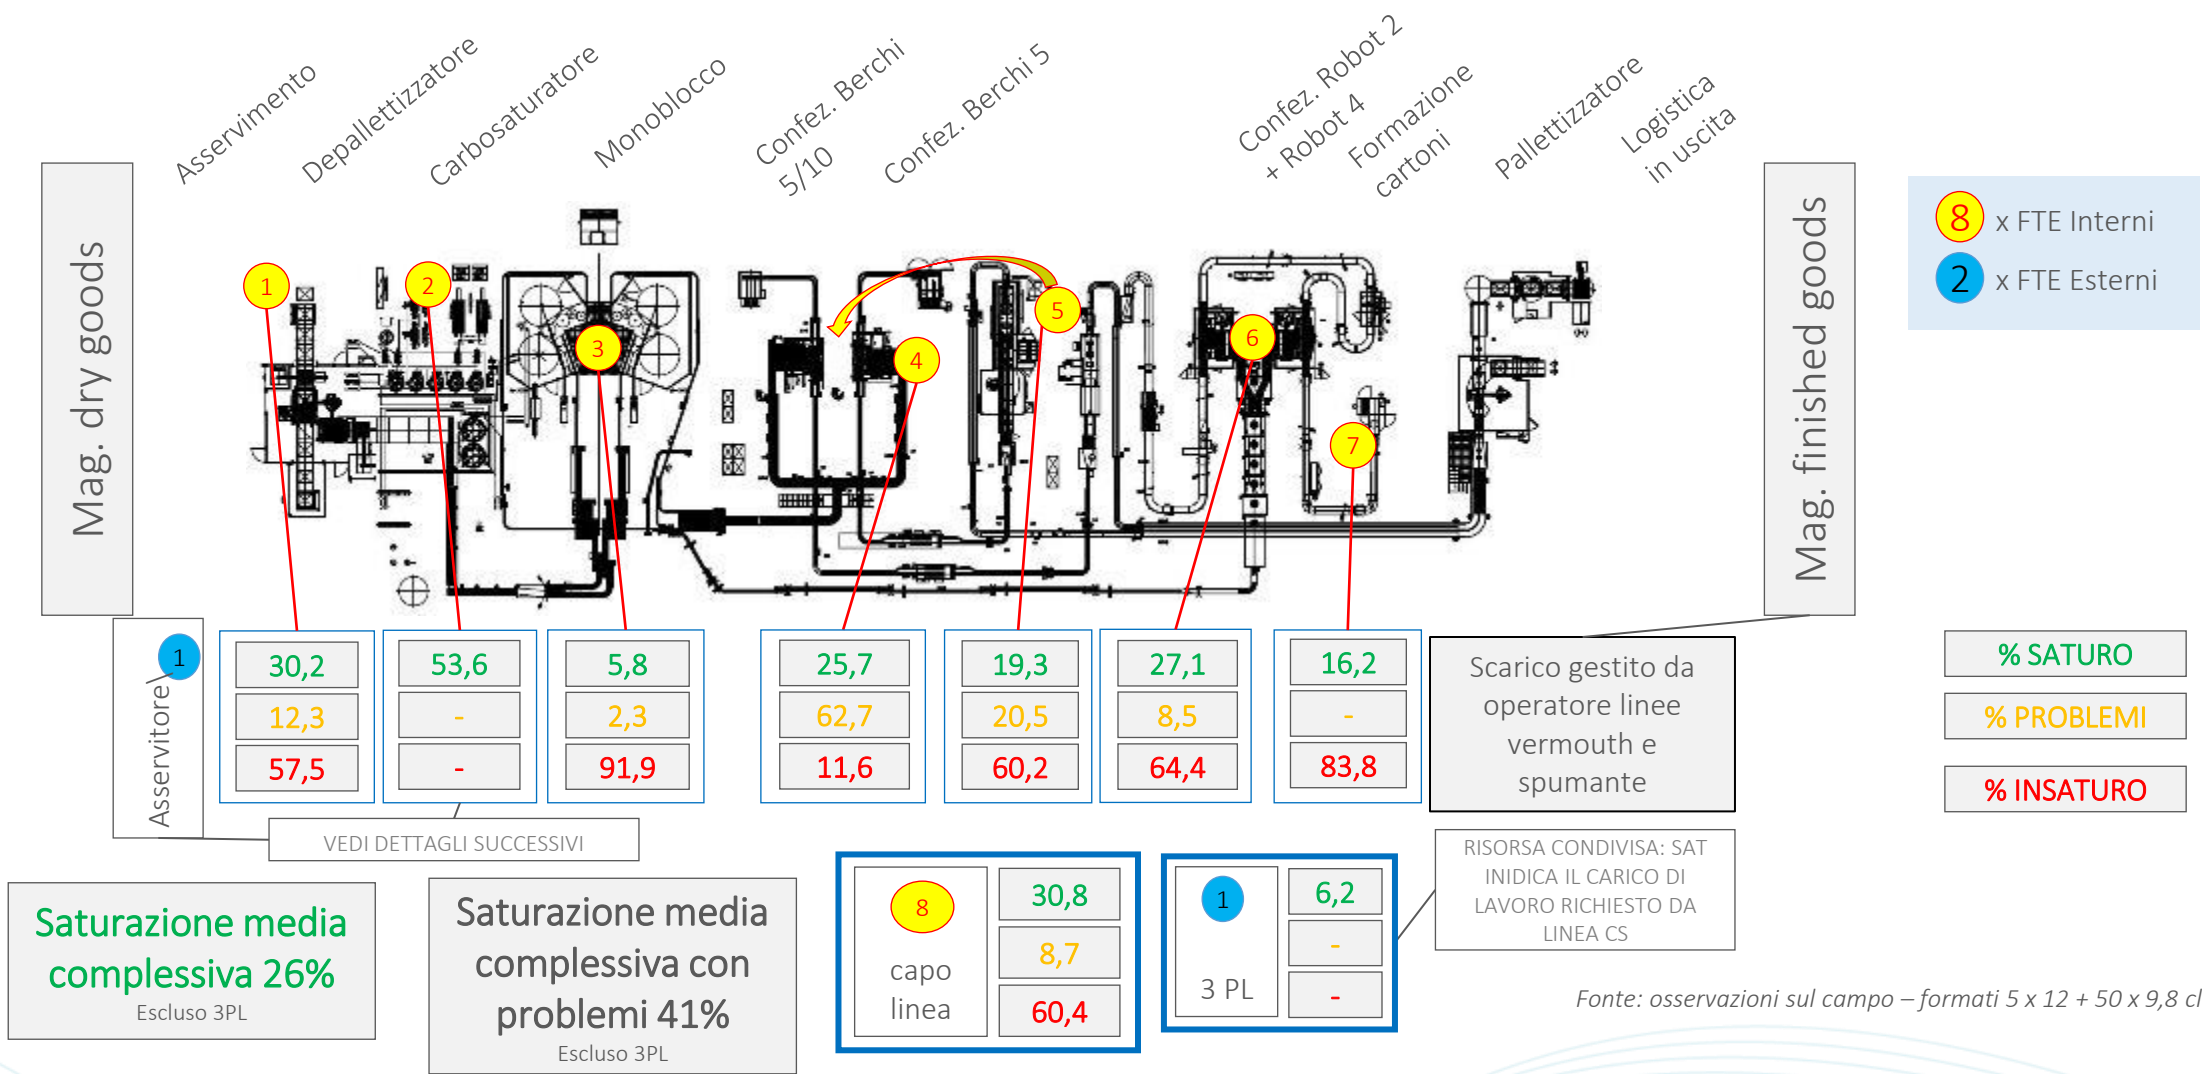 Asservimento
Depallettizzatore
Carbosaturatore
Monoblocco
Confez. Berchi
5/10
Confez. Berchi 5
Confez. Robot 2
+ Robot 4
Formazione
cartoni
Pallettizzatore
Logistica
in uscita
Mag. dry goods
Mag. finished goods
8 x FTE Interni
2 x FTE Esterni
1
2
3
4
5
6
7
Asservitore
1
30,2
12,3
57,5
53,6
-
-
5,8
2,3
91,9
25,7
62,7
11,6
19,3
20,5
60,2
27,1
8,5
64,4
16,2
-
83,8
Scarico gestito da
operatore linee
vermouth e
spumante
% SATURO
% PROBLEMI
% INSATURO
VEDI DETTAGLI SUCCESSIVI
Saturazione media
complessiva 26%
Escluso 3PL
Saturazione media
complessiva con
problemi 41%
Escluso 3PL
8
capo
linea
30,8
8,7
60,4
1
3 PL
6,2
-
-
RISORSA CONDIVISA: SAT
INIDICA IL CARICO DI
LAVORO RICHIESTO DA
LINEA CS
Fonte: osservazioni sul campo – formati 5 x 12 + 50 x 9,8 cl